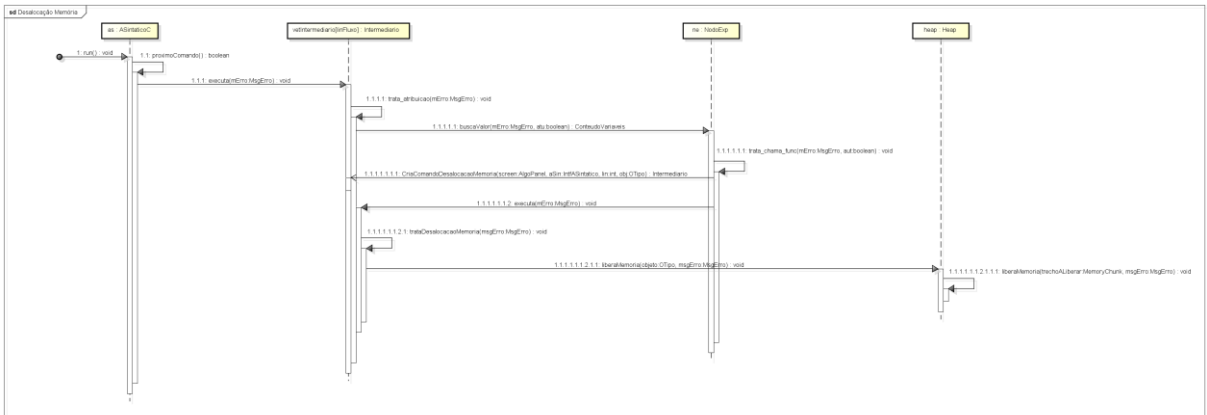 sd Desalocação Memória
as : ASintaticoC
vetIntermediario[inFluxo] : Intermediario
ne : NodoExp
heap : Heap
1: run() : void
1.1: proximoComando() : boolean
1.1.1: executa(mErro:MsgErro) : void
1.1.1.1: trata_atribuicao(mErro:MsgErro) : void
1.1.1.1.1: buscaValor(mErro:MsgErro, atu:boolean) : ConteudoVariaveis
1.1.1.1.1.1: trata_chama_func(mErro:MsgErro, aut:boolean) : void
1.1.1.1.1.1.1: CriaComandoDesalocacaoMemoria(screen:AlgoPanel, aSin:IntfASintatico, lin:int, obj:OTipo) : Intermediario
1.1.1.1.1.1.2: executa(mErro:MsgErro) : void
1.1.1.1.1.1.2.1: trataDesalocacaoMemoria(msgErro:MsgErro) : void
1.1.1.1.1.1.2.1.1: liberaMemoria(objeto:OTipo, msgErro:MsgErro) : void
1.1.1.1.1.1.2.1.1.1: liberaMemoria(trechoALiberar:MemoryChunk, msgErro:MsgErro) : void